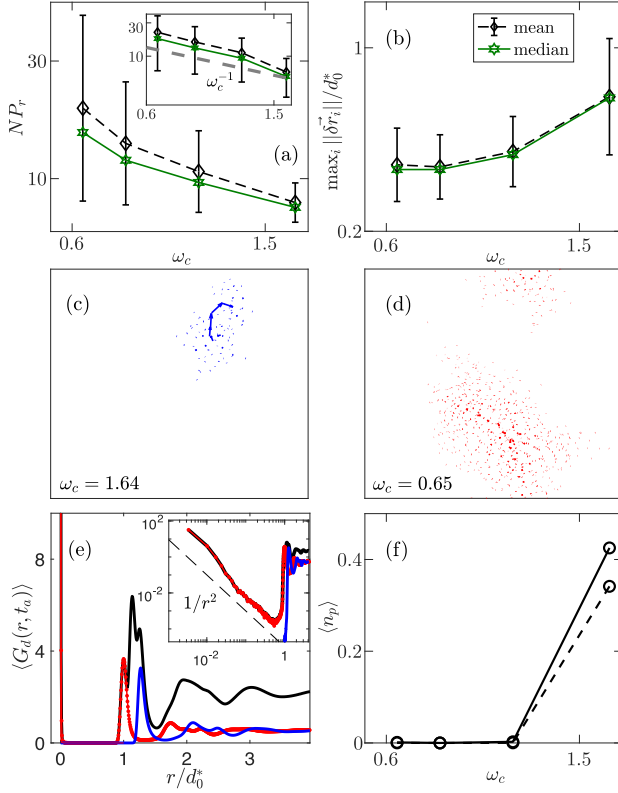 30
10
NP_r
0.6
1.5
ω_c
(a)
30
10
ω_c^{-1}
0.6
1.5
1
0.2
max_i ||δr⃗_i||/d_0^*
(b)
mean
median
0.6
1.5
ω_c
(c)
ω_c = 1.64
(d)
ω_c = 0.65
8
4
0
⟨G_d(r, t_a)⟩
(e)
10^2
10^{-2}
1/r^2
10^{-2}
1
0
1
2
3
r/d_0^*
0.4
0.2
0
⟨n_p⟩
(f)
0.6
1.5
ω_c